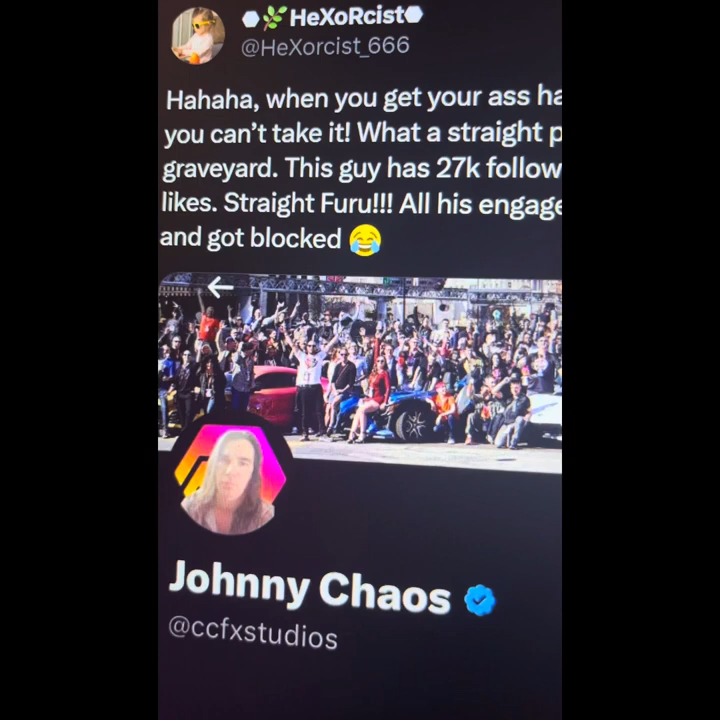 HeXoRcist
@HeXorcist_666
Hahaha, when you get your ass ha
you can't take it! What a straight p
graveyard. This guy has 27k follow
likes. Straight Furu!!! All his engage
and got blocked 😂
Johnny Chaos
@ccfxstudios